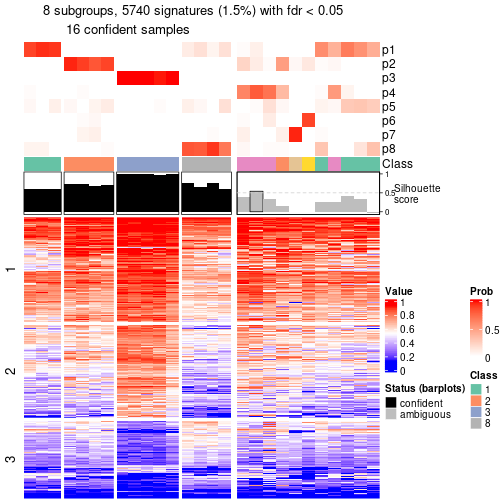 8 subgroups, 5740 signatures (1.5%) with fdr < 0.05
16 confident samples
p1
p2
p3
p4
p5
p6
p7
p8
Class
1
0.5
0
Silhouette
score
1
2
3
Value
1
0.8
0.6
0.4
0.2
0
Status (barplots)
confident
ambiguous
Prob
1
0.5
0
Class
1
2
3
8